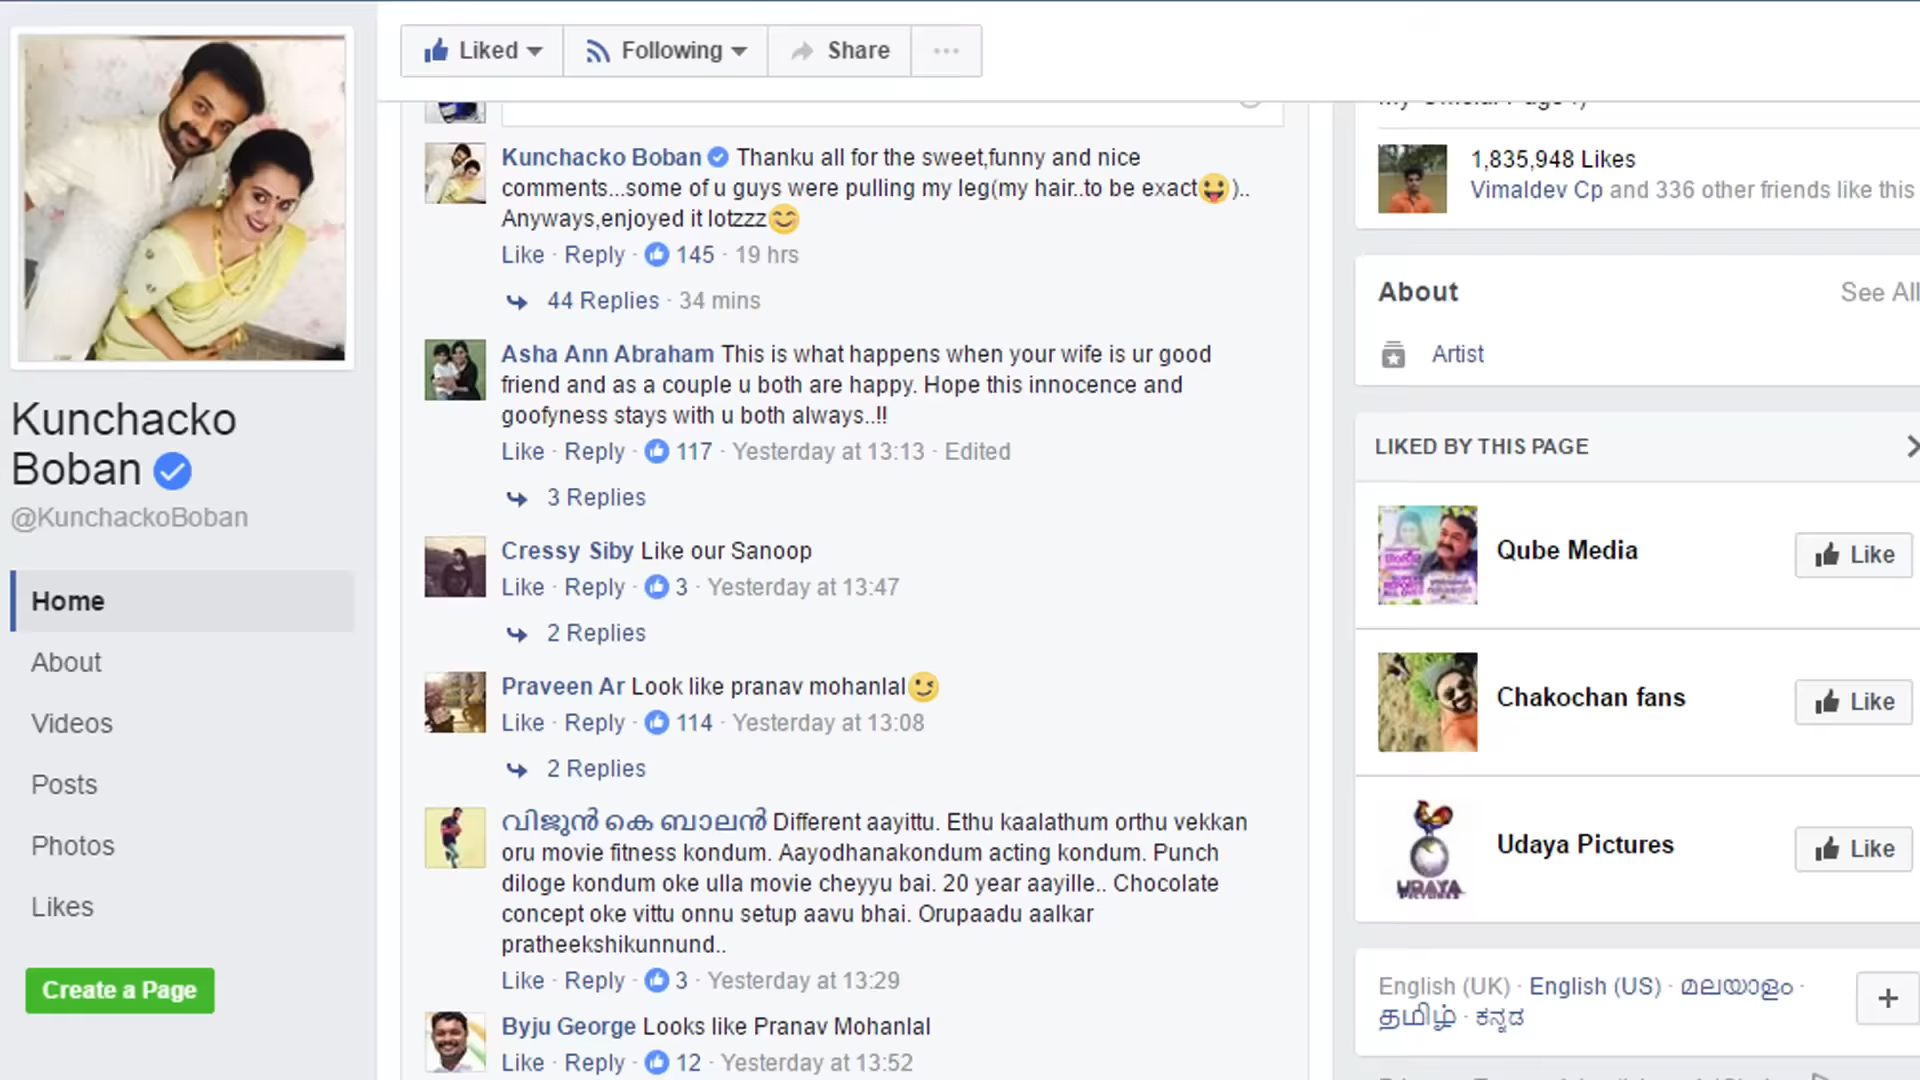 Liked
Following
Share
Kunchacko
Boban
@KunchackoBoban
Home
About
Videos
Posts
Photos
Likes
Create a Page
Kunchacko Boban Thanku all for the sweet,funny and nice
comments...some of u guys were pulling my leg(my hair..to be exact😛)..
Anyways,enjoyed it lotzzz😊
Like · Reply · 145 · 19 hrs
44 Replies · 34 mins
Asha Ann Abraham This is what happens when your wife is ur good
friend and as a couple u both are happy. Hope this innocence and
goofyness stays with u both always..!!
Like · Reply · 117 · Yesterday at 13:13 · Edited
3 Replies
Cressy Siby Like our Sanoop
Like · Reply · 3 · Yesterday at 13:47
2 Replies
Praveen Ar Look like pranav mohanlal😉
Like · Reply · 114 · Yesterday at 13:08
2 Replies
വിജുൻ കെ ബാലൻ Different aayittu. Ethu kaalathum orthu vekkan
oru movie fitness kondum. Aayodhanakondum acting kondum. Punch
diloge kondum oke ulla movie cheyyu bai. 20 year aayille.. Chocolate
concept oke vittu onnu setup aavu bhai. Orupaadu aalkar
pratheekshikunnund..
Like · Reply · 3 · Yesterday at 13:29
Byju George Looks like Pranav Mohanlal
Like · Reply · 12 · Yesterday at 13:52
1,835,948 Likes
Vimaldev Cp and 336 other friends like this
About
See All
Artist
LIKED BY THIS PAGE
Qube Media
Like
Chakochan fans
Like
Udaya Pictures
Like
UDAYA
PICTURES
English (UK) · English (US) · മലയാളം ·
தமிழ் · ಕನ್ನಡ